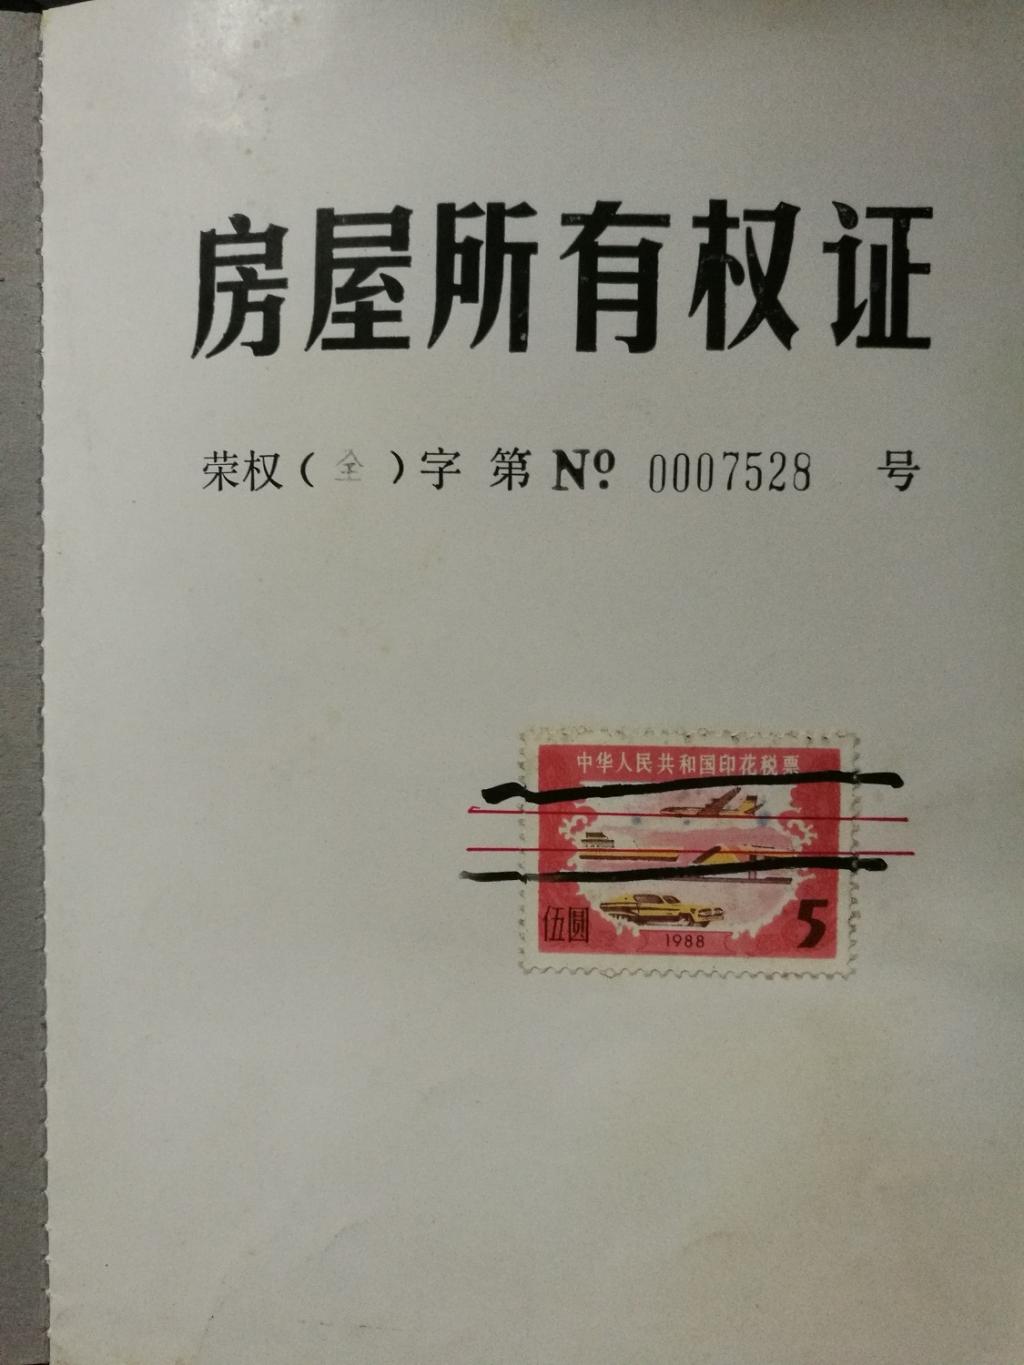 房屋所有权证
荣权(全)字 第 Nº 0007528 号
中华人民共和国印花税票
伍圆 1988 5